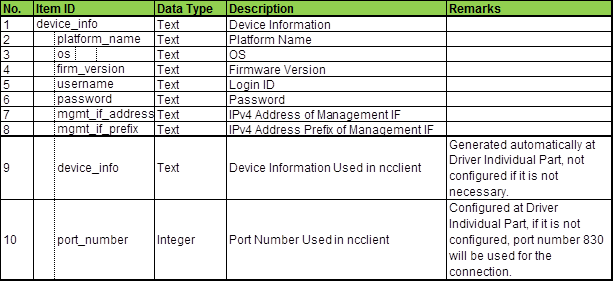 No. Item ID Data Type Description Remarks
1 device_info Text Device Information
2 platform_name Text Platform Name
3 os Text OS
4 firm_version Text Firmware Version
5 username Text Login ID
6 password Text Password
7 mgmt_if_address Text IPv4 Address of Management IF
8 mgmt_if_prefix Text IPv4 Address Prefix of Management IF
9 device_info Text Device Information Used in ncclient Generated automatically at
Driver Individual Part, not
configured if it is not
necessary.
10 port_number Integer Port Number Used in ncclient Configured at Driver
Individual Part, if it is not
configured, port number 830
will be used for the
connection.